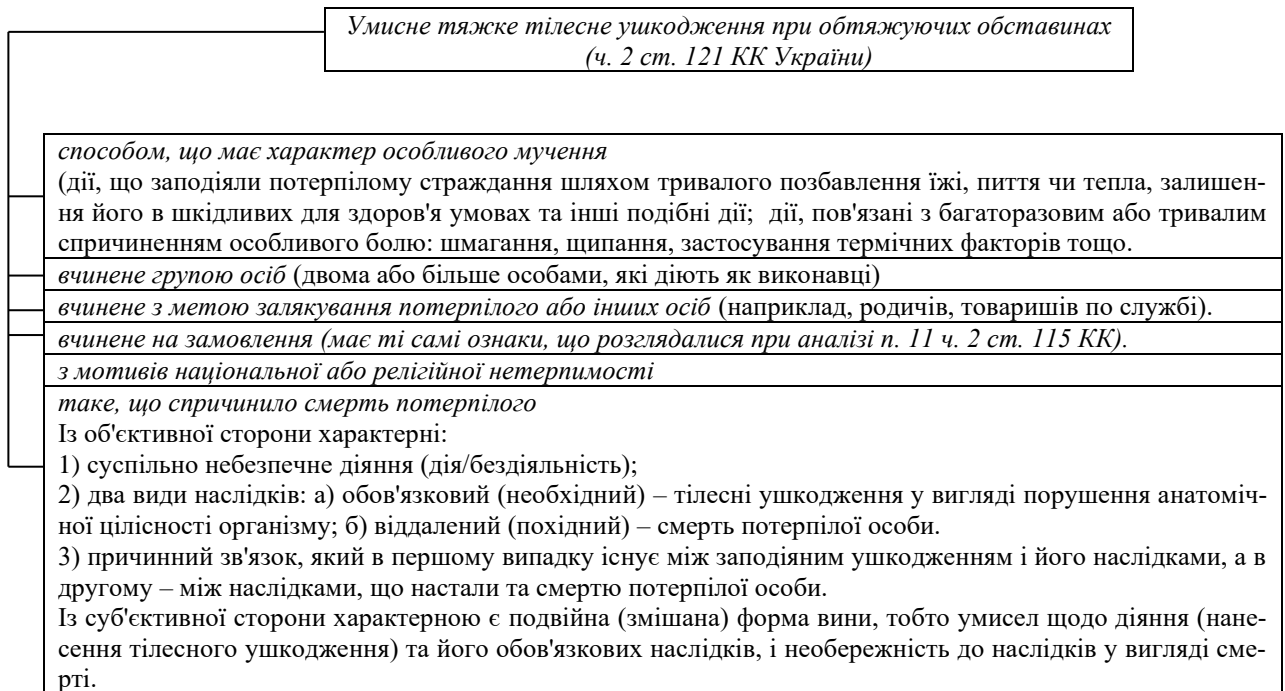 Умисне тяжке тілесне ушкодження при обтяжуючих обставинах
(ч. 2 ст. 121 КК України)
способом, що має характер особливого мучення
(дії, що заподіяли потерпілому страждання шляхом тривалого позбавлення їжі, пиття чи тепла, залишен-
ня його в шкідливих для здоров'я умовах та інші подібні дії; дії, пов'язані з багаторазовим або тривалим
спричиненням особливого болю: шмагання, щипання, застосування термічних факторів тощо.
вчинене групою осіб (двома або більше особами, які діють як виконавці)
вчинене з метою залякування потерпілого або інших осіб (наприклад, родичів, товаришів по службі).
вчинене на замовлення (має ті самі ознаки, що розглядалися при аналізі п. 11 ч. 2 ст. 115 КК).
з мотивів національної або релігійної нетерпимості
таке, що спричинило смерть потерпілого
Із об'єктивної сторони характерні:
1) суспільно небезпечне діяння (дія/бездіяльність);
2) два види наслідків: а) обов'язковий (необхідний) – тілесні ушкодження у вигляді порушення анатоміч-
ної цілісності організму; б) віддалений (похідний) – смерть потерпілої особи.
3) причинний зв'язок, який в першому випадку існує між заподіяним ушкодженням і його наслідками, а в
другому – між наслідками, що настали та смертю потерпілої особи.
Із суб'єктивної сторони характерною є подвійна (змішана) форма вини, тобто умисел щодо діяння (нане-
сення тілесного ушкодження) та його обов'язкових наслідків, і необережність до наслідків у вигляді сме-
рті.